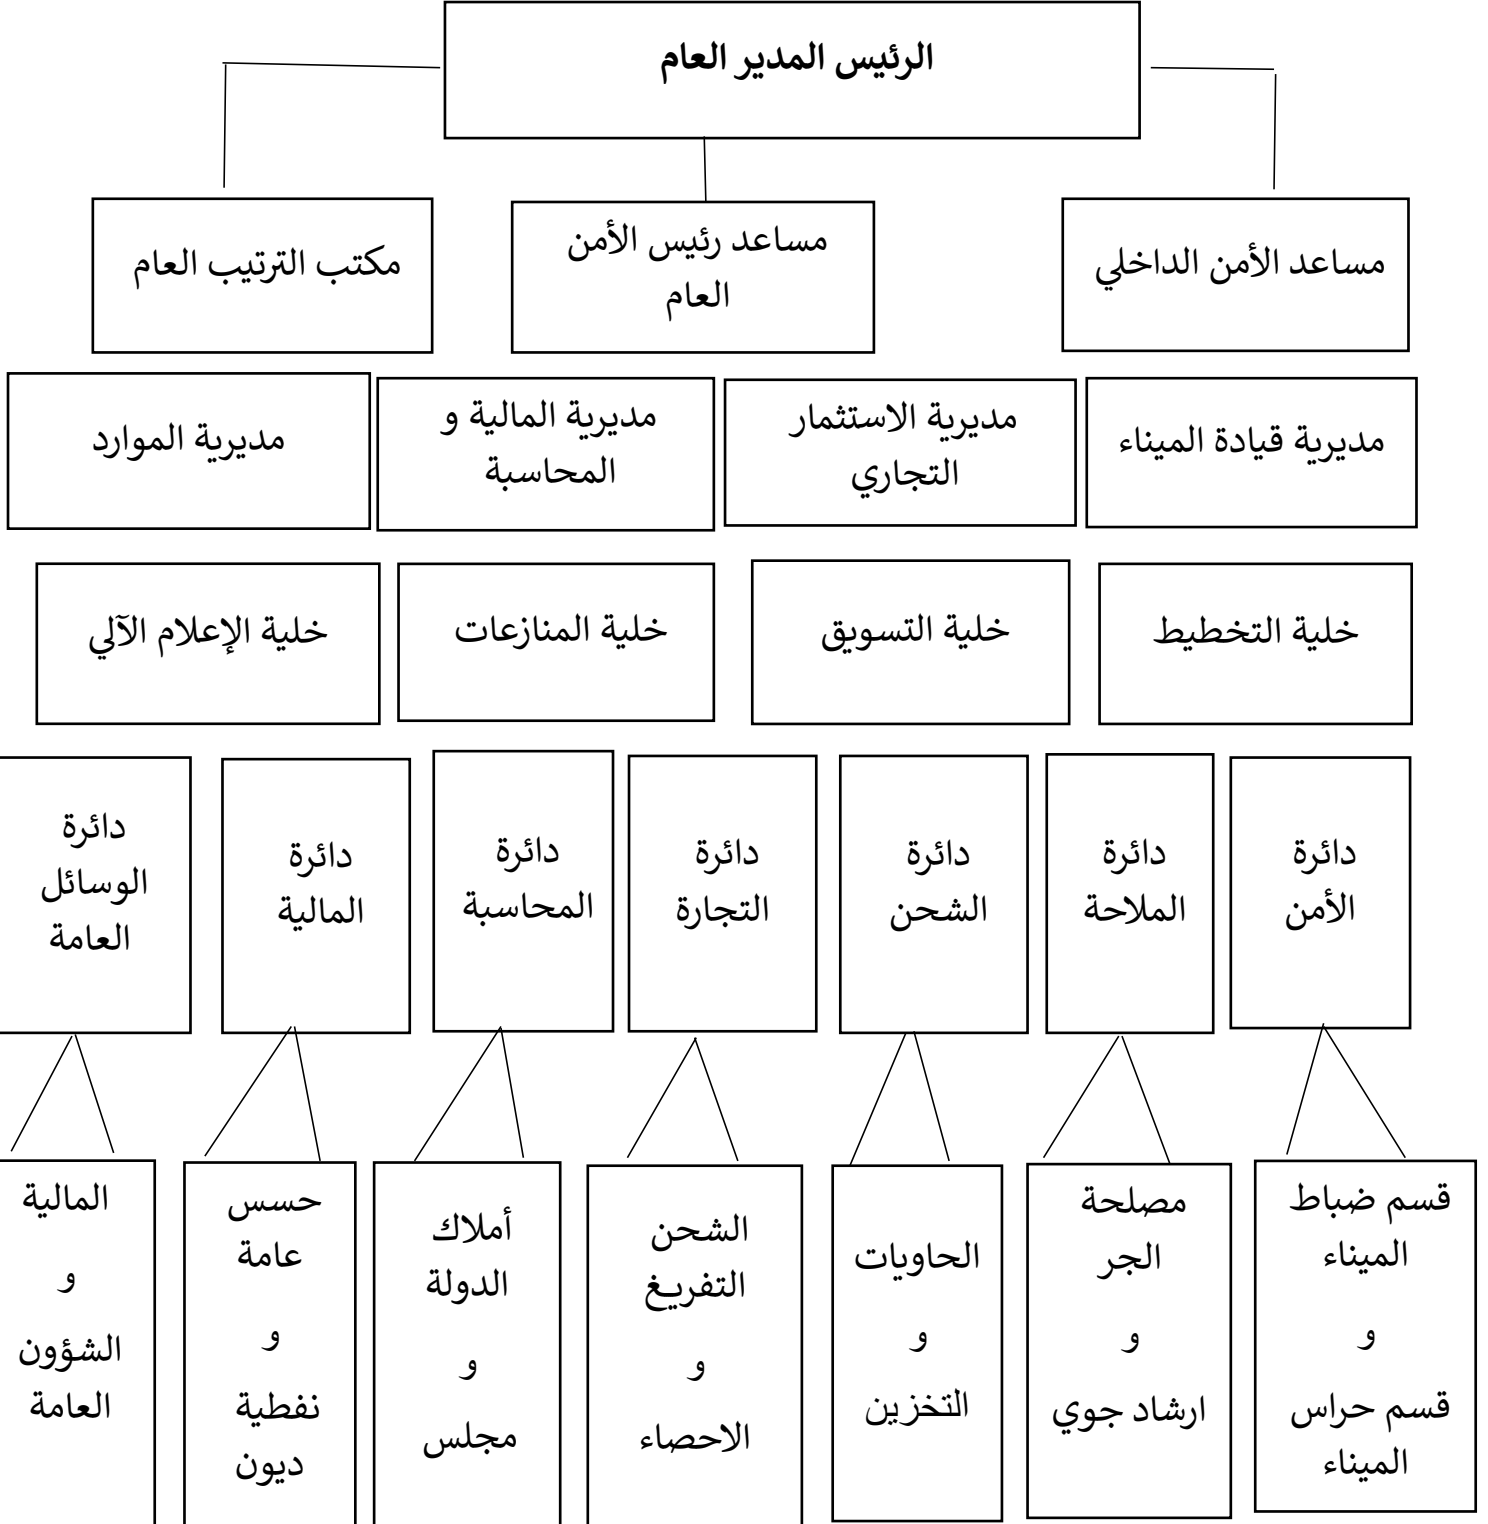 الرئيس المدير العام
مساعد الأمن الداخلي
مساعد رئيس الأمن
العام
مكتب الترتيب العام
مديرية قيادة الميناء
مديرية الاستثمار
التجاري
مديرية المالية و
المحاسبة
مديرية الموارد
خلية التخطيط
خلية التسويق
خلية المنازعات
خلية الإعلام الآلي
دائرة
الأمن
دائرة
الملاحة
دائرة
الشحن
دائرة
التجارة
دائرة
المحاسبة
دائرة
المالية
دائرة
الوسائل
العامة
قسم ضباط
الميناء
و
قسم حراس
الميناء
مصلحة
الجر
و
ارشاد جوي
الحاويات
و
التخزين
الشحن
التفريغ
و
الاحصاء
أملاك
الدولة
و
مجلس
حسس
عامة
و
نفطية
ديون
المالية
و
الشؤون
العامة